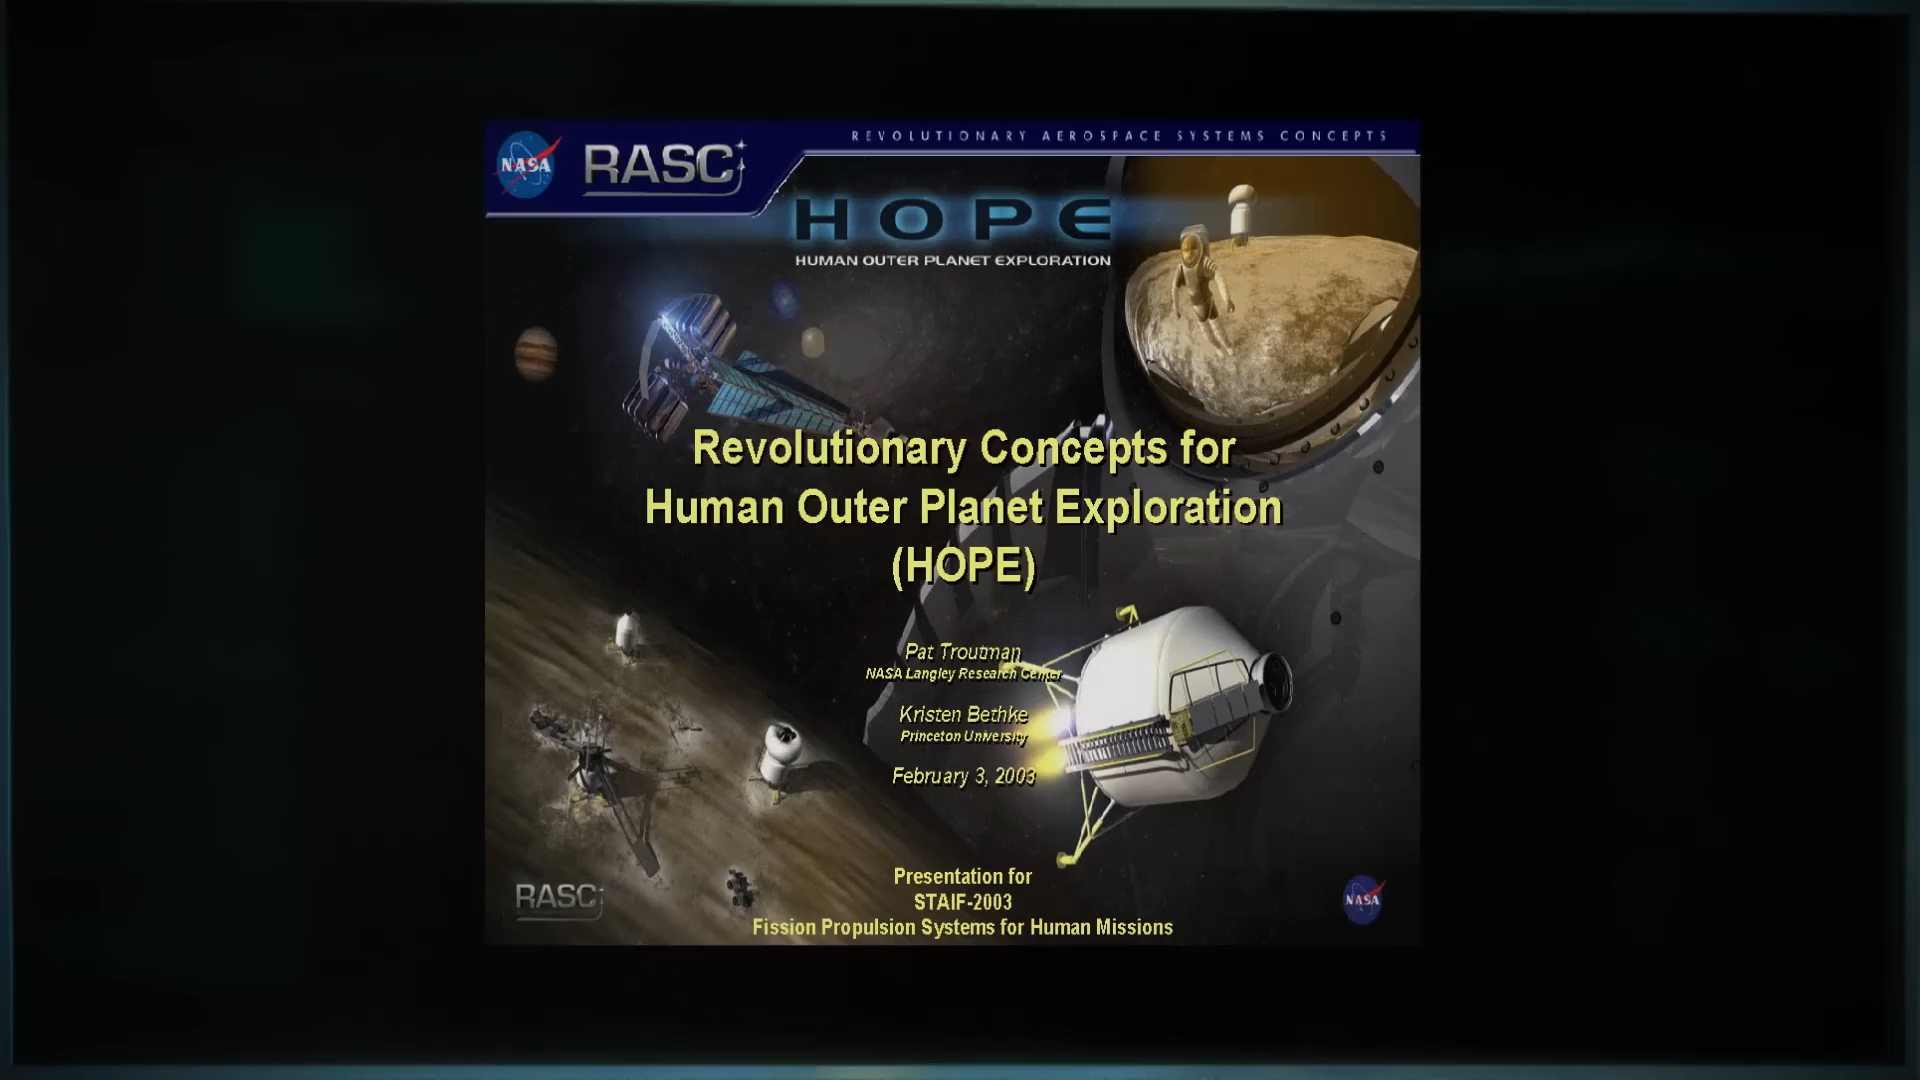 REVOLUTIONARY AEROSPACE SYSTEMS CONCEPTS
NASA
RASC
HOPE
HUMAN OUTER PLANET EXPLORATION
Revolutionary Concepts for
Human Outer Planet Exploration
(HOPE)
Pat Troutman
NASA Langley Research Center
Kristen Bethke
Princeton University
February 3, 2003
Presentation for
STAIF-2003
Fission Propulsion Systems for Human Missions
RASC
NASA